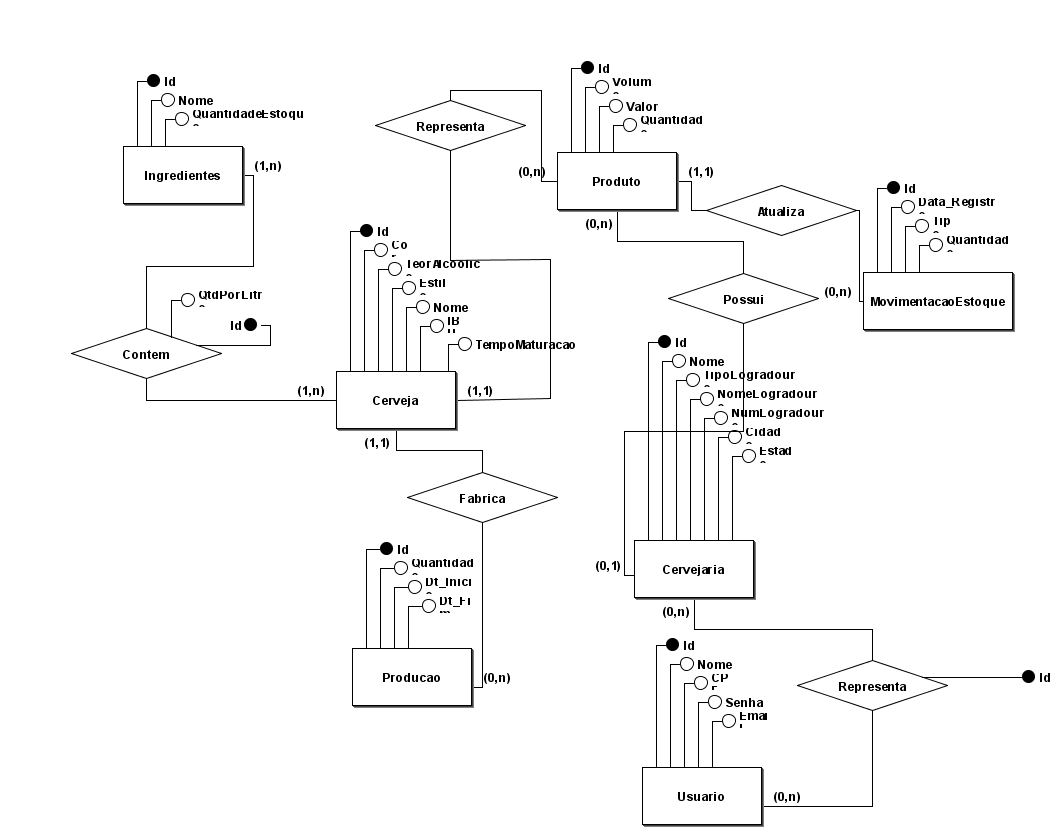 Id
Nome
QuantidadeEstoqu
Ingredientes
(1,n)
QtdPorLitr
Id
Contem
(1,n)
Representa
(0,n)
Id
Volum
Valor
Quantidad
Produto
(1,1)
(0,n)
Atualiza
(0,n)
Id
Data_Registr
Tip
Quantidad
MovimentacaoEstoque
Possui
Id
Co
TeorAlcoolic
Estil
Nome
IB
TempoMaturacao
Cerveja
(1,1)
(1,1)
Fabrica
Id
Quantidad
Dt_Inici
Dt_Fi
Producao
(0,n)
Id
Nome
TipoLogradour
NomeLogradour
NumLogradour
Cidad
Estad
(0,1)
Cervejaria
(0,n)
Representa
Id
Id
Nome
CP
Senha
Emai
Usuario
(0,n)